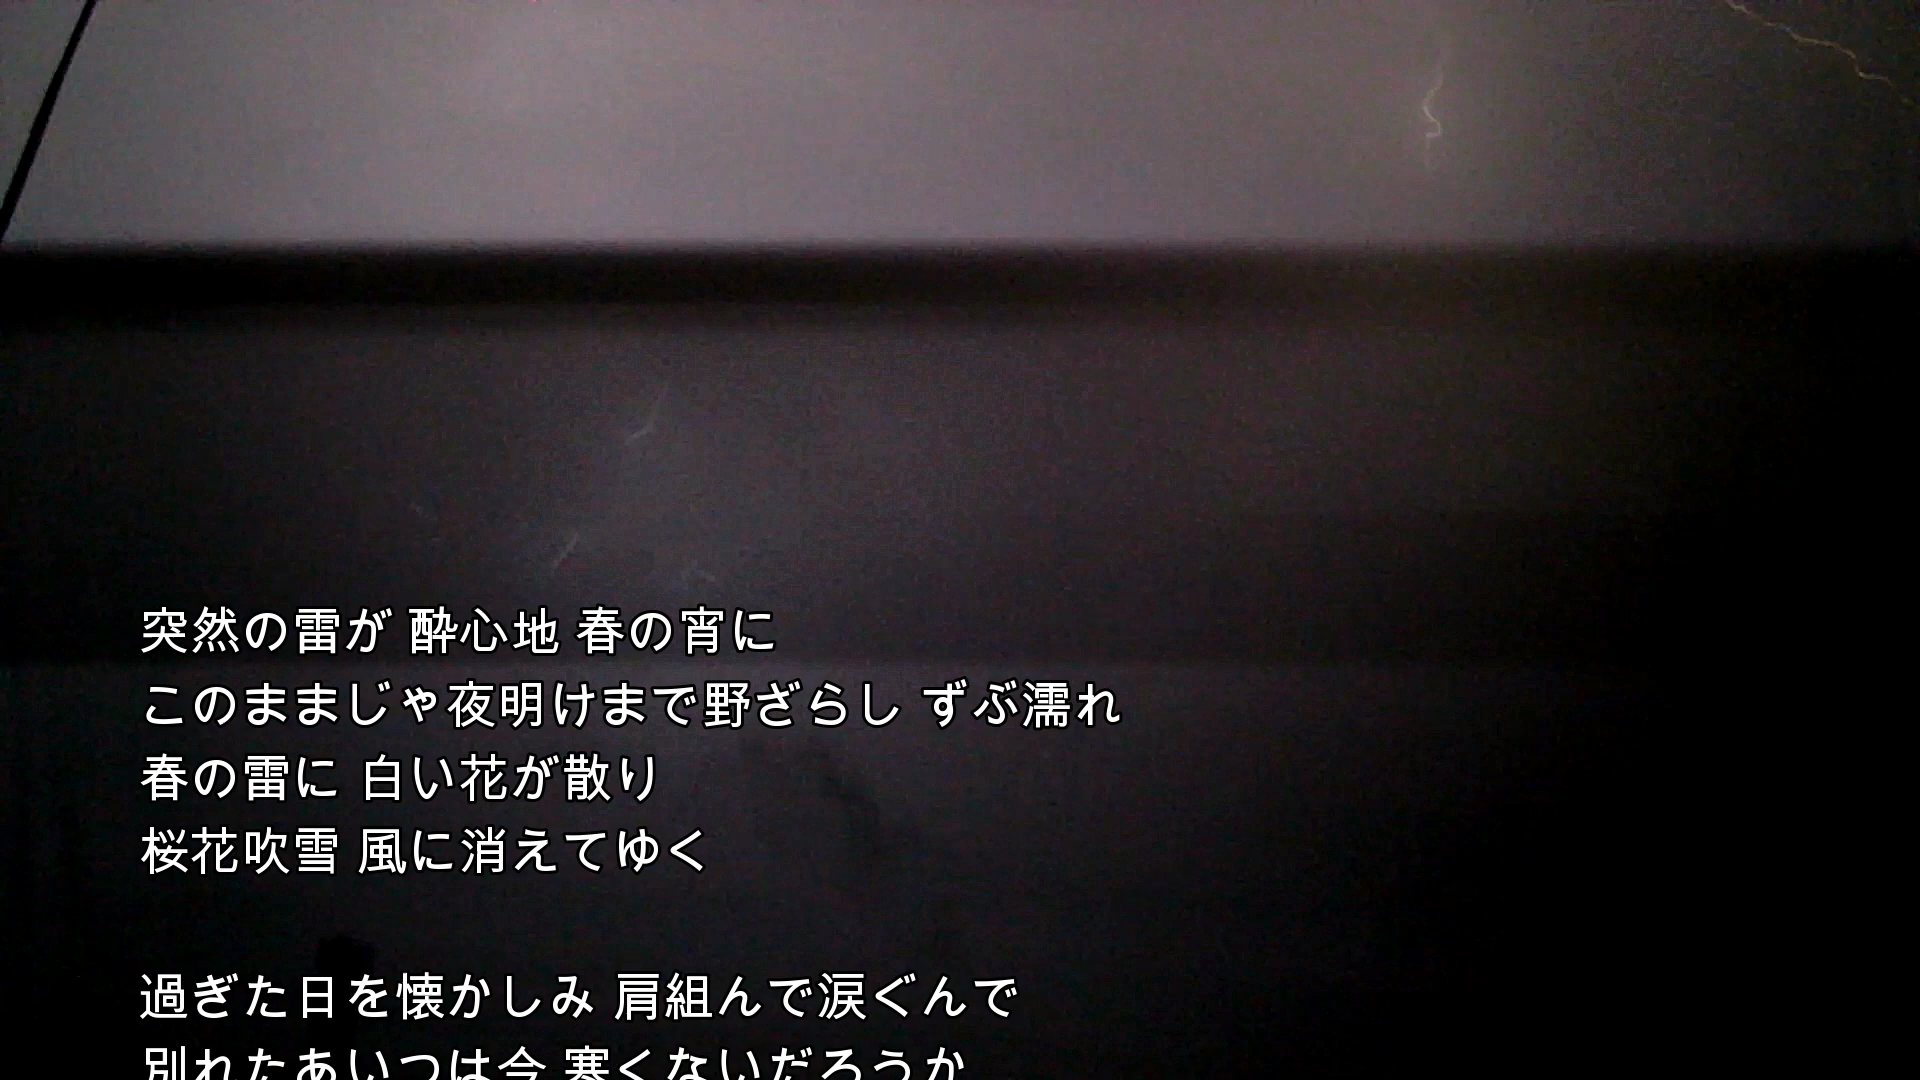 突然の雷が 酔心地 春の宵に
このままじゃ夜明けまで野ざらし ずぶ濡れ
春の雷に 白い花が散り
桜花吹雪 風に消えてゆく
過ぎた日を懐かしみ 肩組んで涙ぐんで
別れたあいつは今 寒くないだろうか